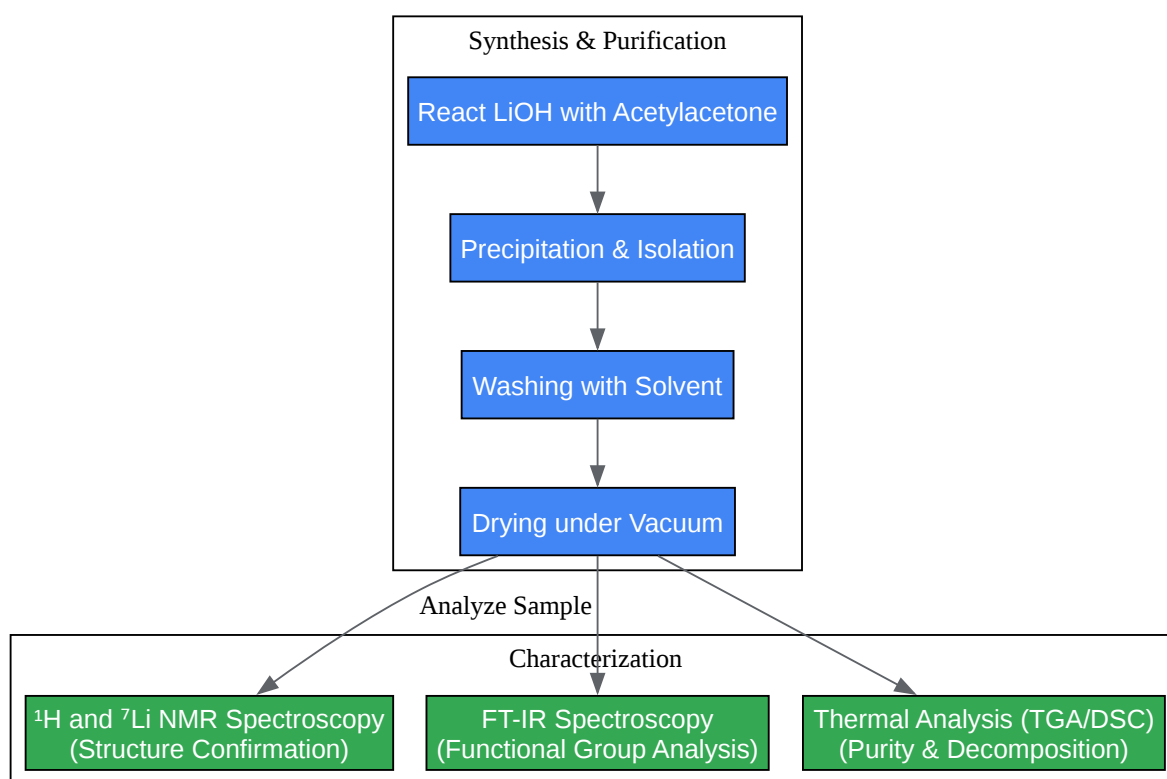 Synthesis & Purification
React LiOH with Acetylacetone
Precipitation & Isolation
Washing with Solvent
Drying under Vacuum
Analyze Sample
Characterization
¹H and ⁷Li NMR Spectroscopy
(Structure Confirmation)
FT-IR Spectroscopy
(Functional Group Analysis)
Thermal Analysis (TGA/DSC)
(Purity & Decomposition)